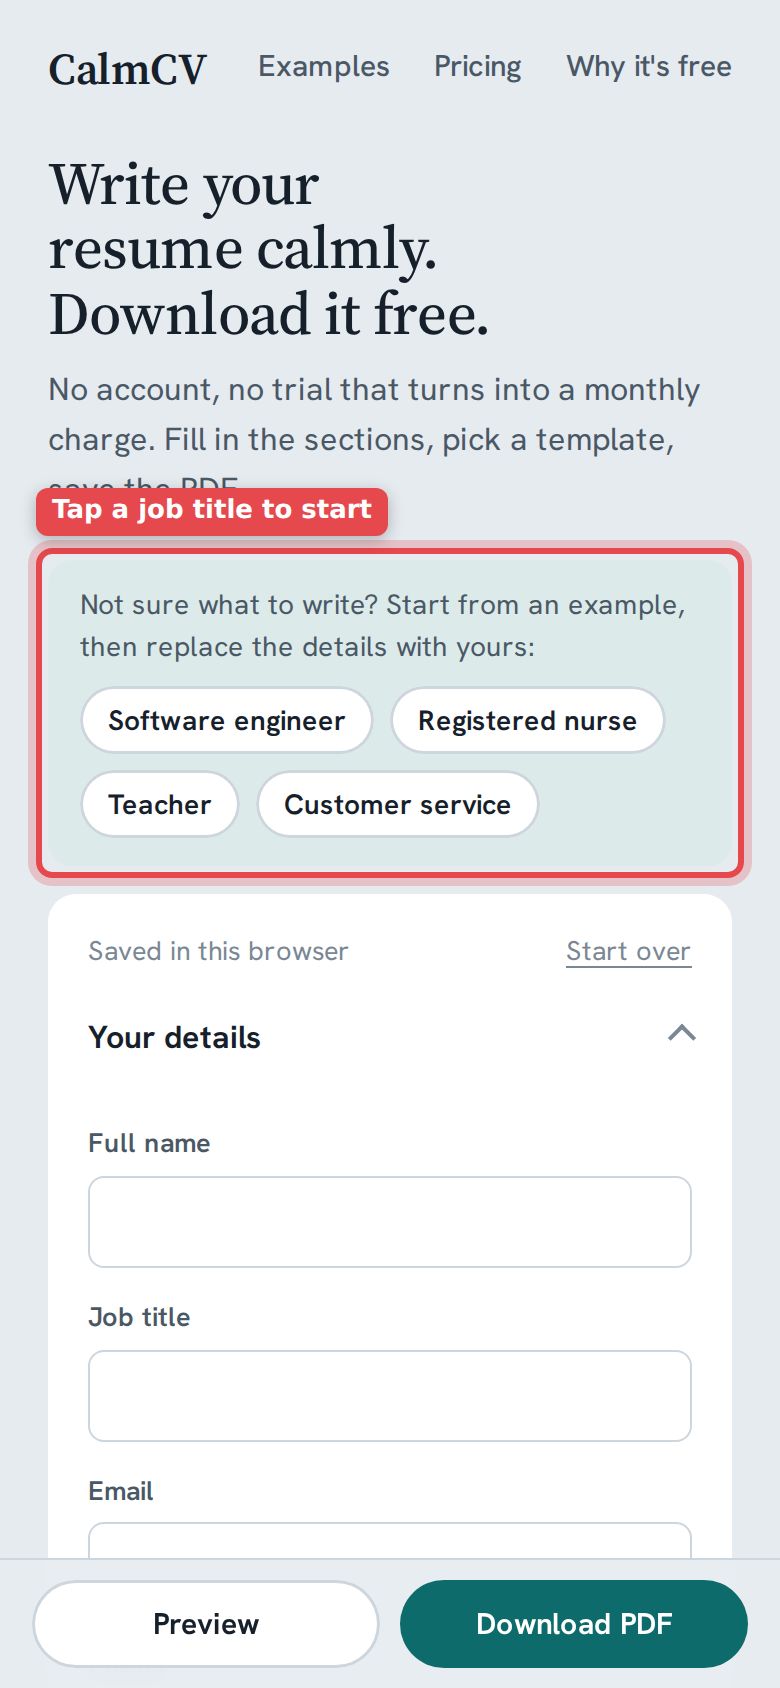 CalmCV Examples Pricing Why it's free
Write your
resume calmly.
Download it free.
No account, no trial that turns into a monthly
charge. Fill in the sections, pick a template,
save the PDF
Tap a job title to start
Not sure what to write? Start from an example,
then replace the details with yours:
Software engineer Registered nurse
Teacher Customer service
Saved in this browser Start over
Your details
Full name
Job title
Email
Preview Download PDF